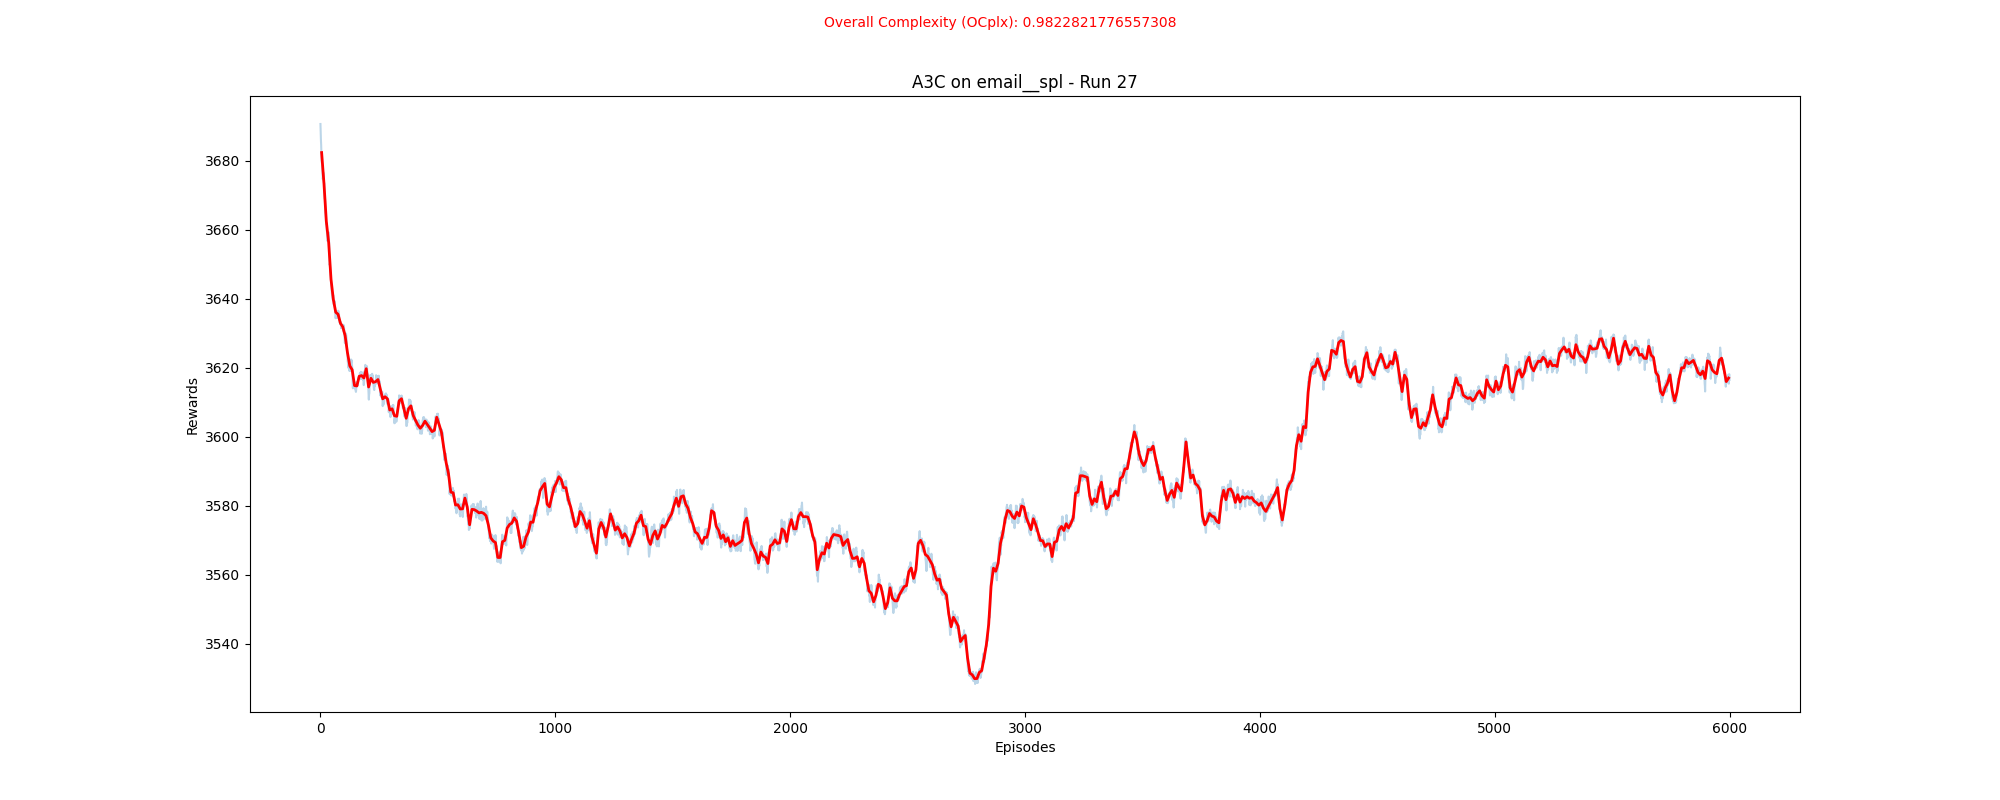 Overall Complexity (OCplx): 0.9822821776557308
A3C on email__spl - Run 27
3680
3660
3640
3620
3600
3580
3560
3540
Rewards
0 1000 2000 3000 4000 5000 6000
Episodes